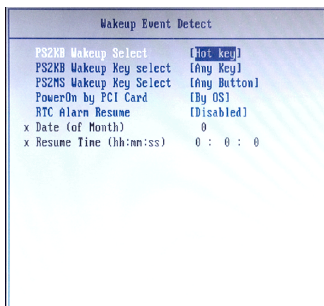 Wakeup Event Detect
PS2KB Wakeup Select [Hot key]
PS2KB Wakeup Key select [Any Key]
PS2MS Wakeup Key Select [Any Button]
PowerOn by PCI Card [By OS]
RTC Alarm Resume [Disabled]
x Date (of Month) 0
x Resume Time (hh:mm:ss) 0 : 0 : 0